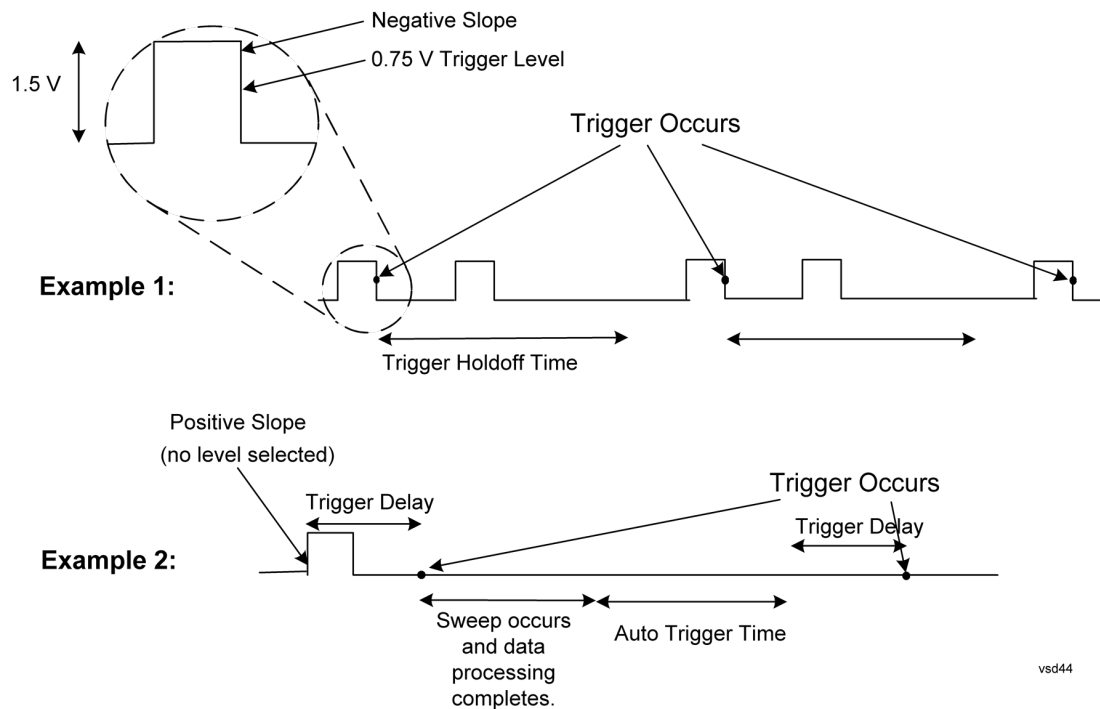 Negative Slope
1.5 V
0.75 V Trigger Level
Trigger Occurs
Example 1:
Trigger Holdoff Time
Positive Slope
(no level selected)
Trigger Delay
Trigger Occurs
Trigger Delay
Example 2:
Sweep occurs
and data
processing
completes.
Auto Trigger Time
vsd44